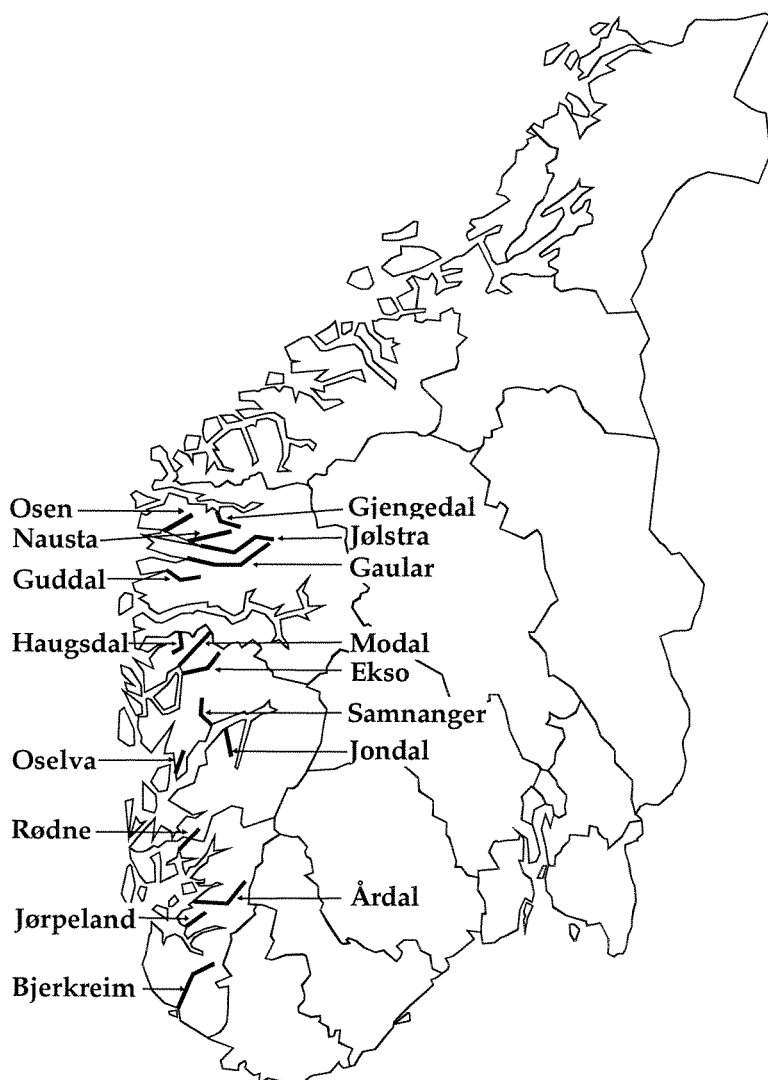 Osen
Gjengedal
Nausta
Jølstra
Guddal
Gaular
Haugsdal
Modal
Ekso
Samnanger
Oselva
Jondal
Rødne
Årdal
Jørpeland
Bjerkreim